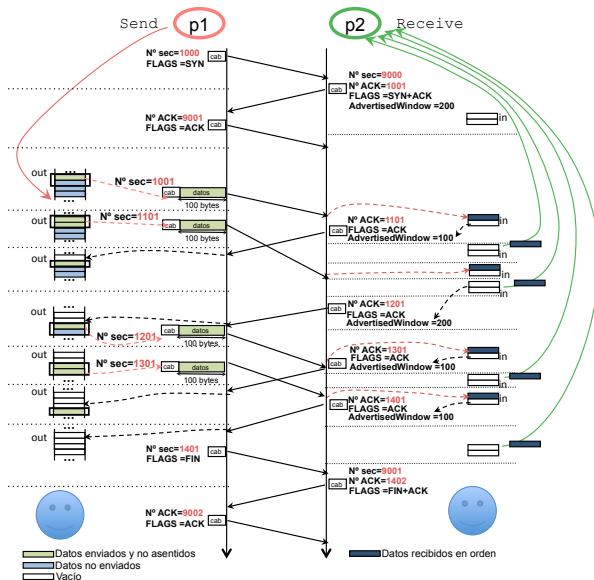 Send p1 p2 Receive
Nº sec=1000
FLAGS =SYN
cab
Nº sec=9000
Nº ACK=1001
FLAGS =SYN+ACK
AdvertisedWindow =200
cab
in
Nº ACK=9001
FLAGS =ACK
cab
...
out
Nº sec=1001
cab datos
100 bytes
...
...
out
Nº sec=1101
cab datos
100 bytes
...
Nº ACK=1101
FLAGS =ACK
AdvertisedWindow =100
cab
in
in
out
...
in
in
Nº ACK=1201
FLAGS =ACK
AdvertisedWindow =200
cab
out
Nº sec=1201
cab datos
100 bytes
...
out
Nº sec=1301
cab datos
100 bytes
...
Nº ACK=1301
FLAGS =ACK
AdvertisedWindow =100
cab
in
in
out
...
Nº ACK=1401
FLAGS =ACK
AdvertisedWindow =100
cab
in
out
...
in
Nº sec=1401
FLAGS =FIN
cab
Nº sec=9001
Nº ACK=1402
FLAGS =FIN+ACK
cab
Nº ACK=9002
FLAGS =ACK
cab
Datos enviados y no asentidos
Datos no enviados
Vacío
Datos recibidos en orden